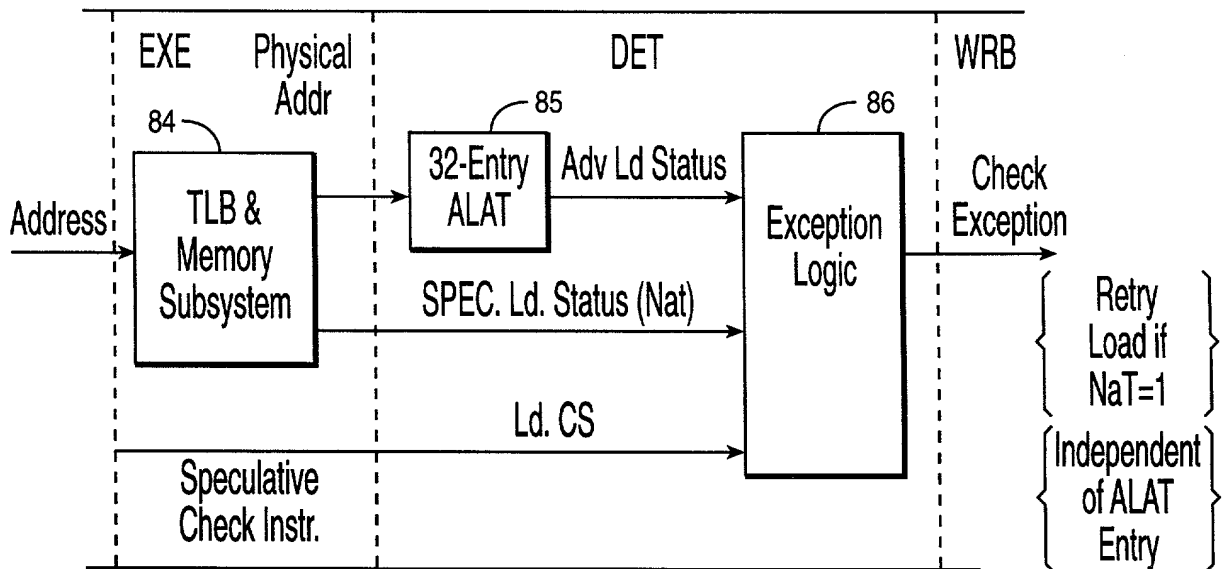 EXE
Physical
Addr
DET
WRB
84
85
86
TLB &
Memory
Subsystem
32-Entry
ALAT
Adv Ld Status
Exception
Logic
Check
Exception
Address
SPEC. Ld. Status (Nat)
Retry
Load if
NaT=1
Ld. CS
Speculative
Check Instr.
Independent
of ALAT
Entry